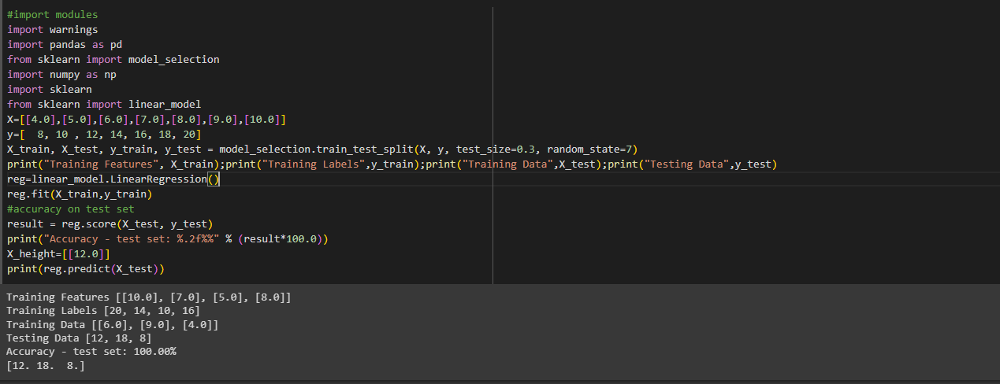 #import modules
import warnings
import pandas as pd
from sklearn import model_selection
import numpy as np
import sklearn
from sklearn import linear_model
X=[[4.0],[5.0],[6.0],[7.0],[8.0],[9.0],[10.0]]
y=[  8, 10 , 12, 14, 16, 18, 20]
X_train, X_test, y_train, y_test = model_selection.train_test_split(X, y, test_size=0.3, random_state=7)
print("Training Features", X_train);print("Training Labels",y_train);print("Training Data",X_test);print("Testing Data",y_test)
reg=linear_model.LinearRegression()
reg.fit(X_train,y_train)
#accuracy on test set
result = reg.score(X_test, y_test)
print("Accuracy - test set: %.2f%%" % (result*100.0))
X_height=[[12.0]]
print(reg.predict(X_test))
Training Features [[10.0], [7.0], [5.0], [8.0]]
Training Labels [20, 14, 10, 16]
Training Data [[6.0], [9.0], [4.0]]
Testing Data [12, 18, 8]
Accuracy - test set: 100.00%
[12. 18.  8.]